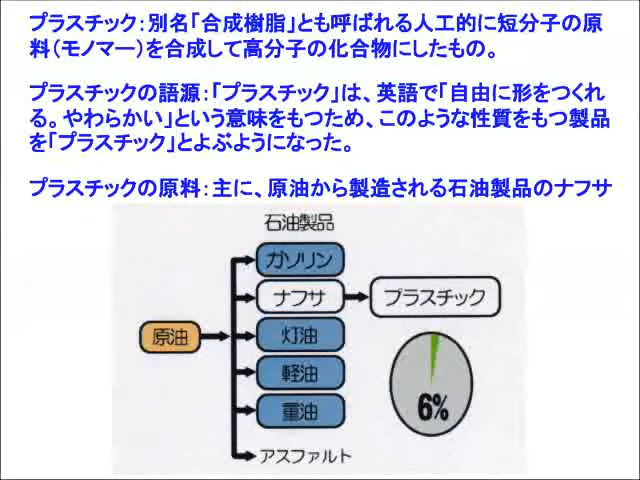 プラスチック：別名「合成樹脂」とも呼ばれる人工的に短分子の原
料（モノマー）を合成して高分子の化合物にしたもの。
プラスチックの語源：「プラスチック」は、英語で「自由に形をつくれ
る。やわらかい」という意味をもつため、このような性質をもつ製品
を「プラスチック」とよぶようになった。
プラスチックの原料：主に、原油から製造される石油製品のナフサ
石油製品
ガソリン
ナフサ
プラスチック
原油
灯油
軽油
6%
重油
アスファルト